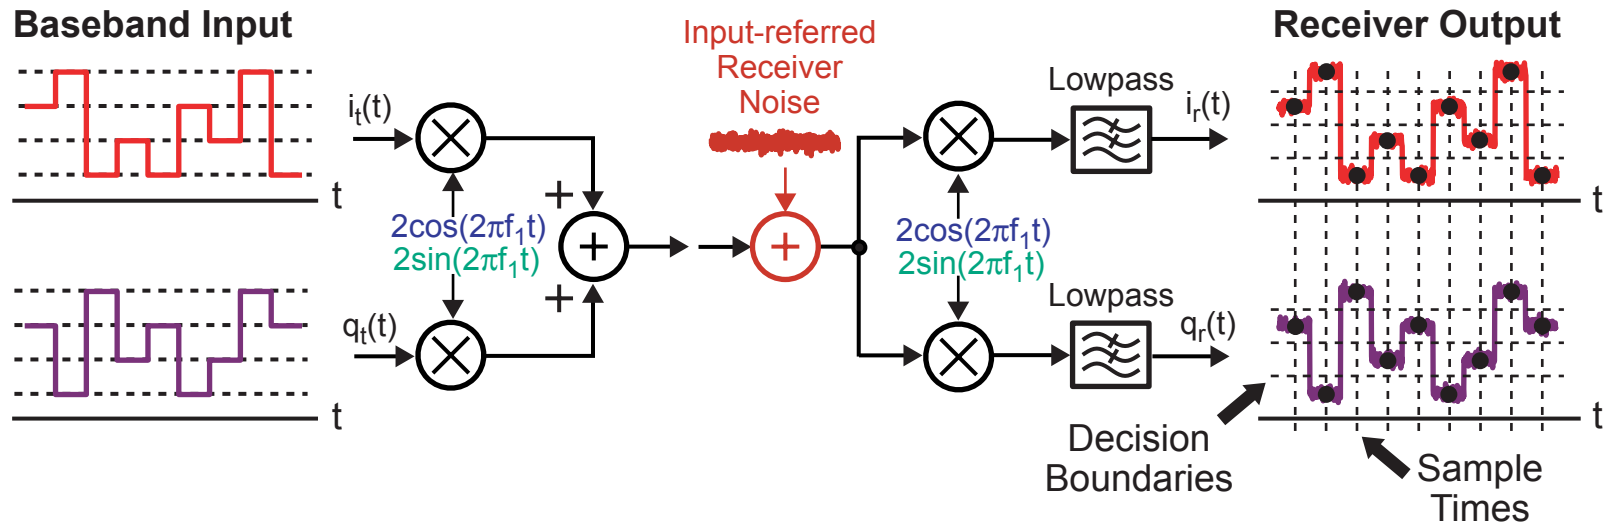 Baseband Input
Receiver Output
Input-referred
Receiver
Noise
Lowpass
i_t(t)
i_r(t)
t
t
2cos(2πf_1t)
2sin(2πf_1t)
+
+
+
+
2cos(2πf_1t)
2sin(2πf_1t)
Lowpass
q_t(t)
q_r(t)
t
t
Decision
Boundaries
Sample
Times